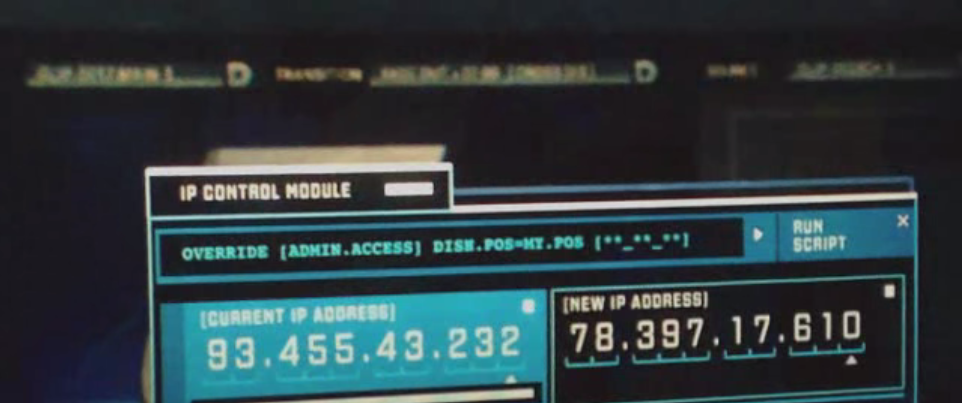 TRANSITION
IP CONTROL MODULE
OVERRIDE [ADMIN.ACCESS] DISH.POS=MY.POS [**_**_**]
RUN
SCRIPT
[CURRENT IP ADDRESS]
93.455.43.232
[NEW IP ADDRESS]
78.397.17.610